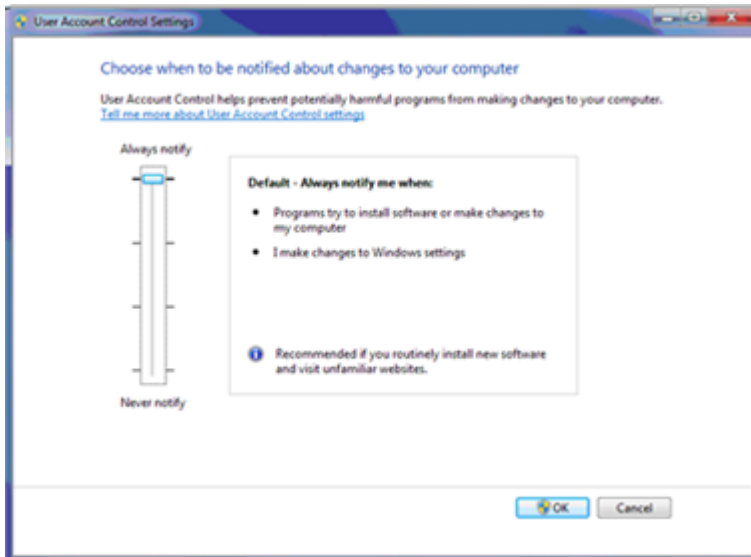 User Account Control Settings
Choose when to be notified about changes to your computer
User Account Control helps prevent potentially harmful programs from making changes to your computer.
Tell me more about User Account Control settings
Always notify
Default - Always notify me when:
• Programs try to install software or make changes to
my computer
• I make changes to Windows settings
Recommended if you routinely install new software
and visit unfamiliar websites.
Never notify
OK
Cancel